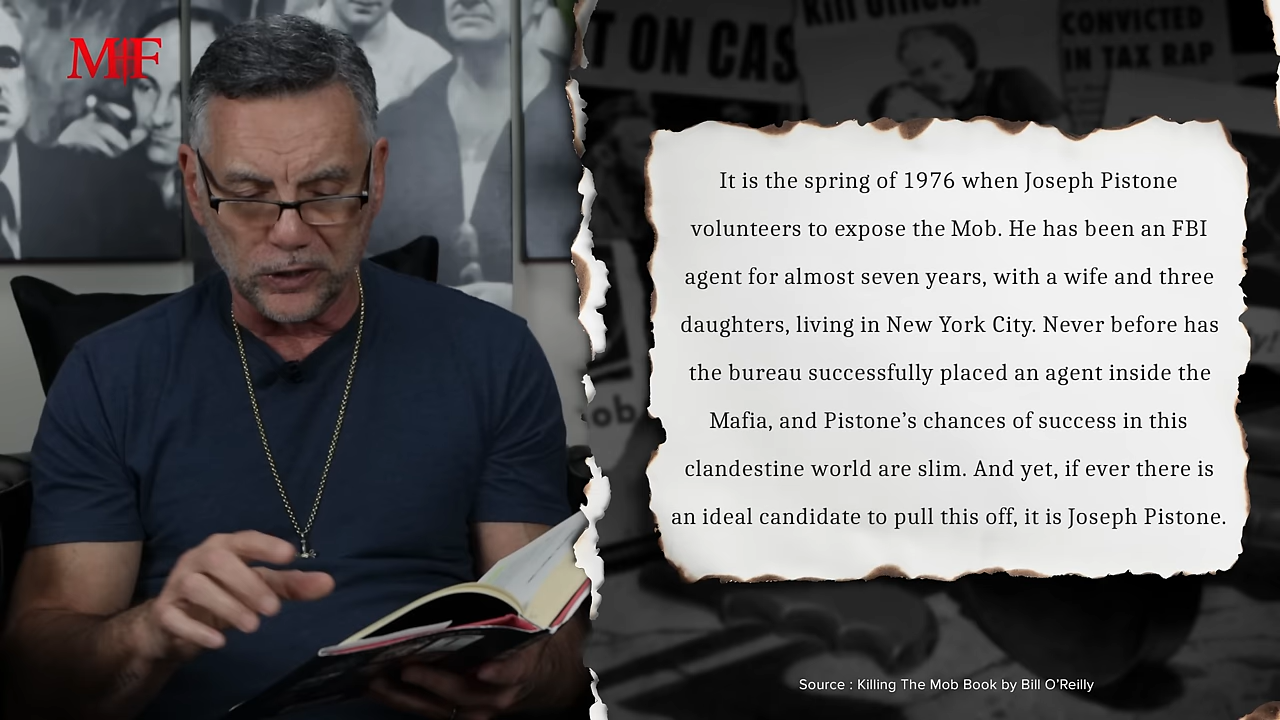 MF
T ON CAS
Kill Officer
CONVICTED
IN TAX RAP
It is the spring of 1976 when Joseph Pistone
volunteers to expose the Mob. He has been an FBI
agent for almost seven years, with a wife and three
daughters, living in New York City. Never before has
the bureau successfully placed an agent inside the
Mafia, and Pistone’s chances of success in this
clandestine world are slim. And yet, if ever there is
an ideal candidate to pull this off, it is Joseph Pistone.
ob
Source : Killing The Mob Book by Bill O’Reilly